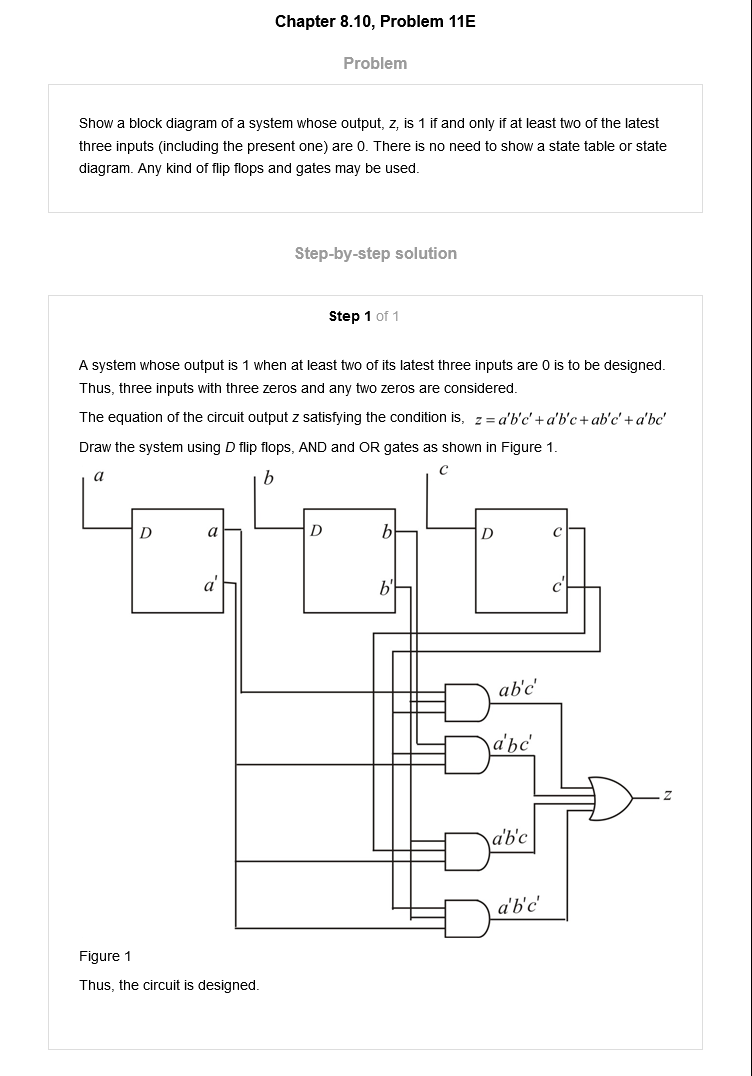 Chapter 8.10, Problem 11E
Problem
Show a block diagram of a system whose output, z, is 1 if and only if at least two of the latest
three inputs (including the present one) are 0. There is no need to show a state table or state
diagram. Any kind of flip flops and gates may be used.
Step-by-step solution
Step 1 of 1
A system whose output is 1 when at least two of its latest three inputs are 0 is to be designed.
Thus, three inputs with three zeros and any two zeros are considered.
The equation of the circuit output z satisfying the condition is, z = a'b'c' + a'b'c + ab'c' + a'bc'
Draw the system using D flip flops, AND and OR gates as shown in Figure 1.
a b c
D a D b D c
a' b' c'
ab'c'
a'bc'
z
a'b'c
a'b'c'
Figure 1
Thus, the circuit is designed.